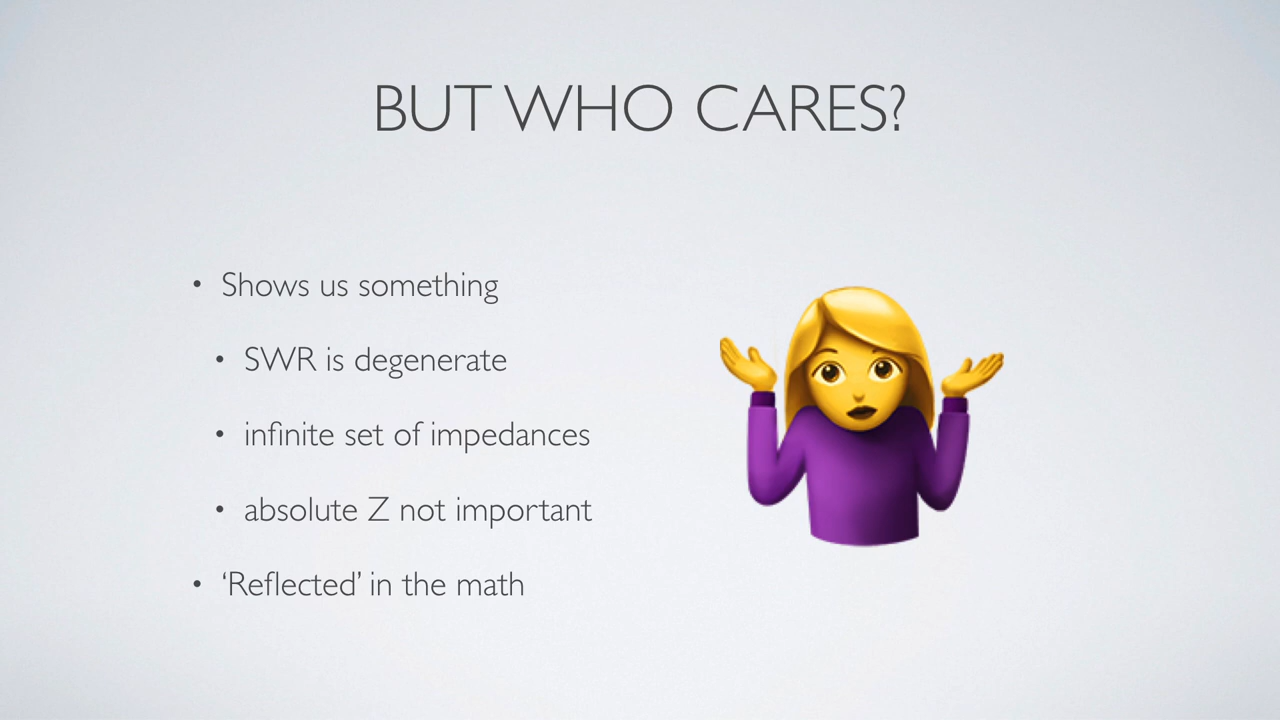 BUT WHO CARES?
• Shows us something
• SWR is degenerate
• infinite set of impedances
• absolute Z not important
• ‘Reflected’ in the math